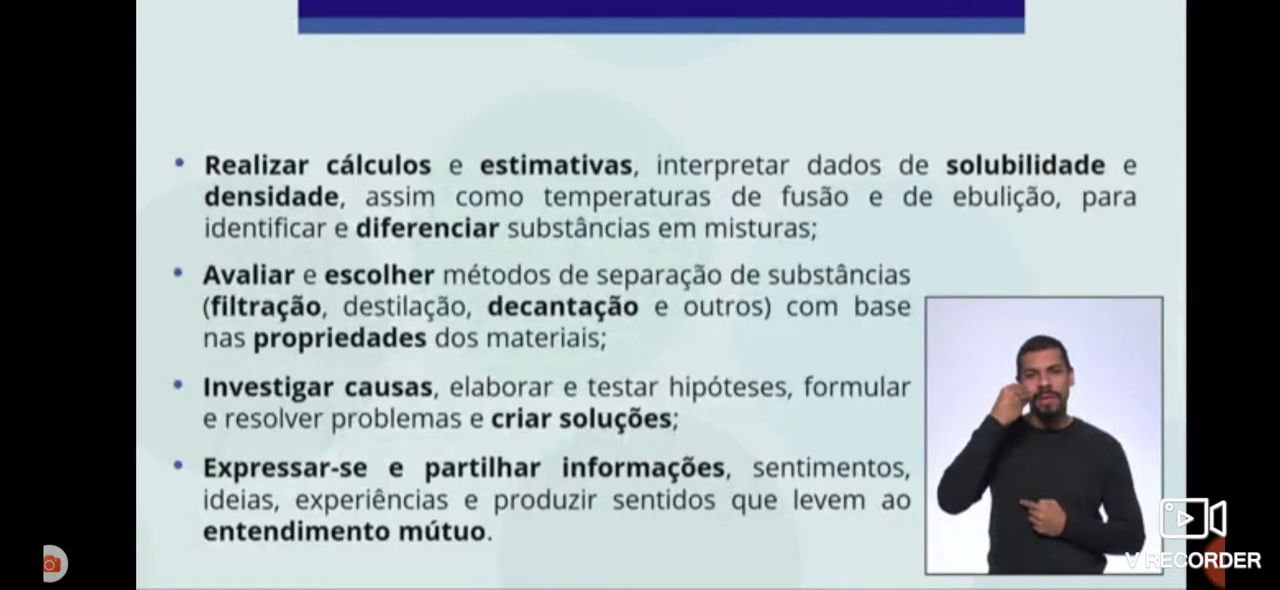 • Realizar cálculos e estimativas, interpretar dados de solubilidade e
densidade, assim como temperaturas de fusão e de ebulição, para
identificar e diferenciar substâncias em misturas;
• Avaliar e escolher métodos de separação de substâncias
(filtração, destilação, decantação e outros) com base
nas propriedades dos materiais;
• Investigar causas, elaborar e testar hipóteses, formular
e resolver problemas e criar soluções;
• Expressar-se e partilhar informações, sentimentos,
ideias, experiências e produzir sentidos que levem ao
entendimento mútuo.
V RECORDER